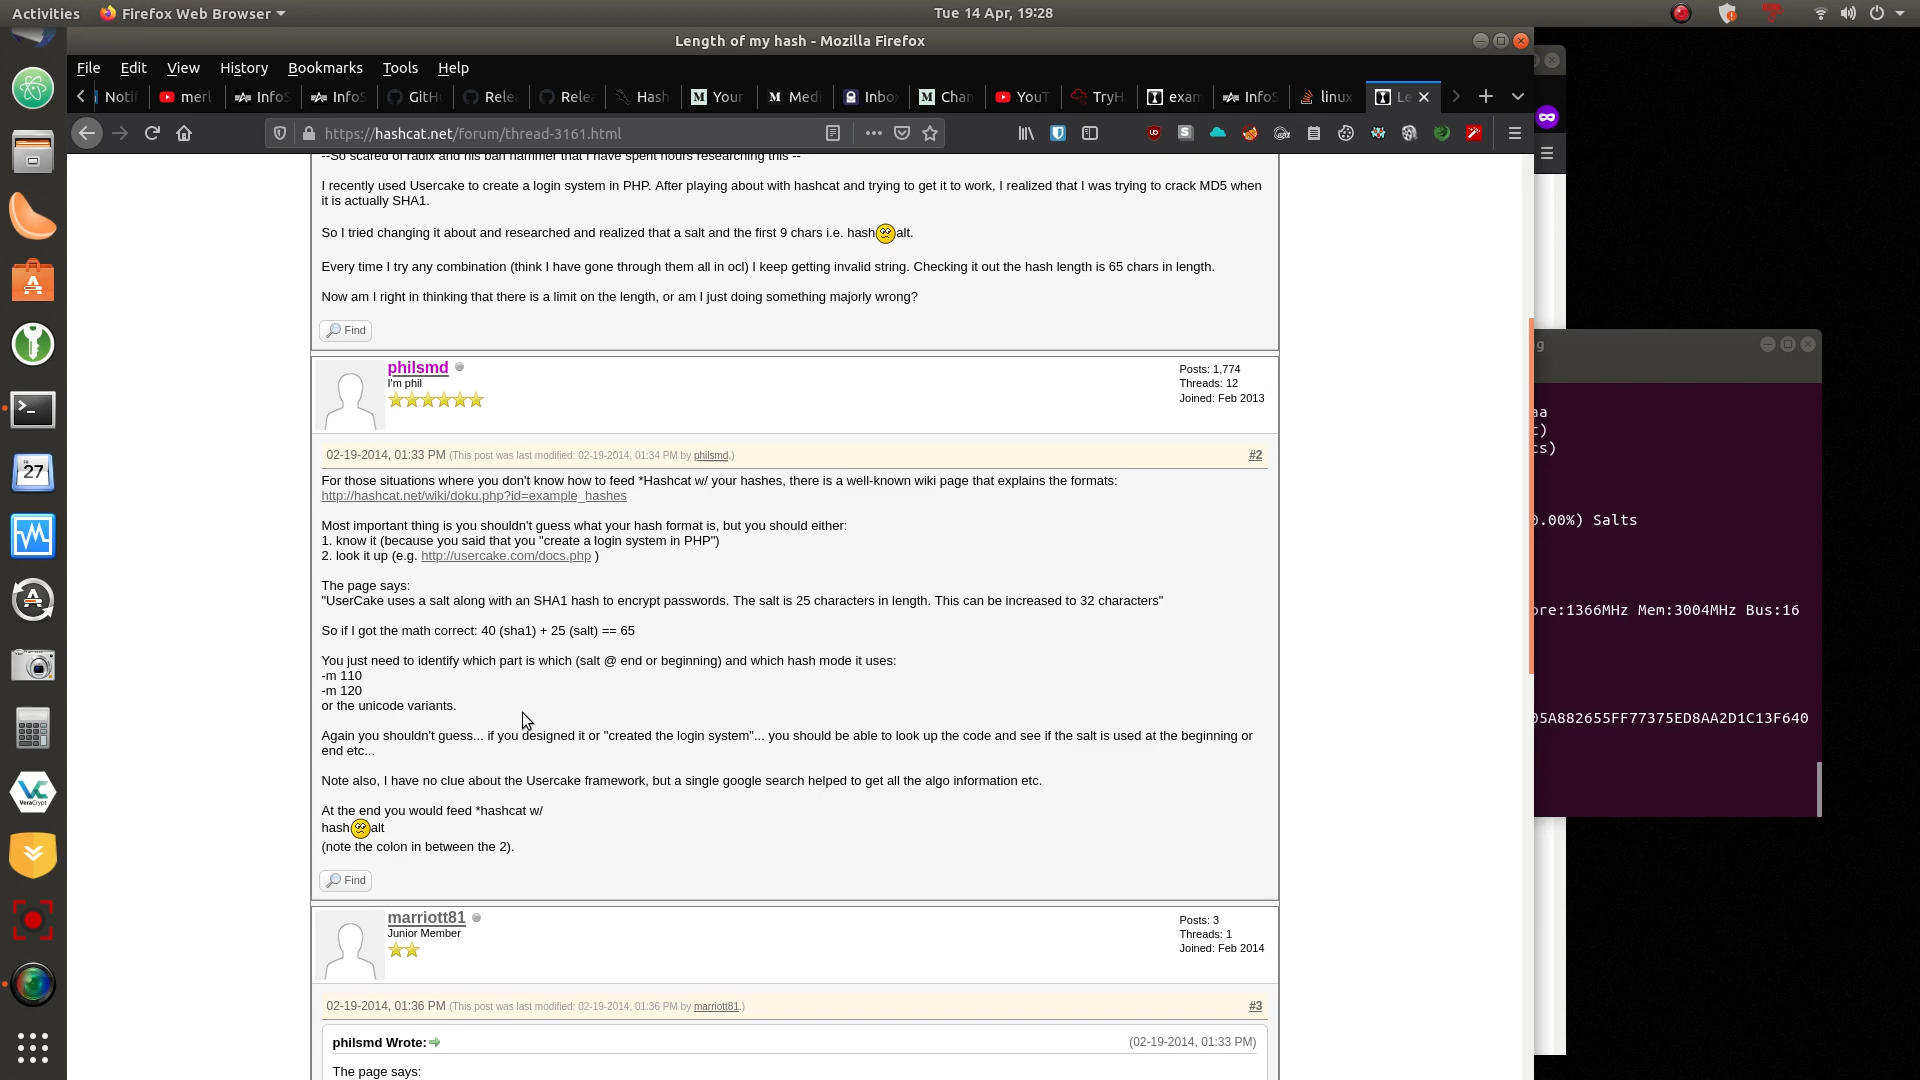 Activities
Firefox Web Browser
Tue 14 Apr, 19:28
Length of my hash - Mozilla Firefox
File Edit View History Bookmarks Tools Help
Notif merl InfoS InfoS GitH Relea Relea Hash Your Medi Inbo Chan YouT TryH exam InfoS linux Le
https://hashcat.net/forum/thread-3161.html
--So scared of radix and his ban hammer that I have spent hours researching this --
I recently used Usercake to create a login system in PHP. After playing about with hashcat and trying to get it to work, I realized that I was trying to crack MD5 when
it is actually SHA1.
So I tried changing it about and researched and realized that a salt and the first 9 chars i.e. hash alt.
Every time I try any combination (think I have gone through them all in ocl) I keep getting invalid string. Checking it out the hash length is 65 chars in length.
Now am I right in thinking that there is a limit on the length, or am I just doing something majorly wrong?
Find
philsmd
I'm phil
Posts: 1,774
Threads: 12
Joined: Feb 2013
02-19-2014, 01:33 PM (This post was last modified: 02-19-2014, 01:34 PM by philsmd.)
#2
For those situations where you don't know how to feed *Hashcat w/ your hashes, there is a well-known wiki page that explains the formats:
http://hashcat.net/wiki/doku.php?id=example_hashes
Most important thing is you shouldn't guess what your hash format is, but you should either:
1. know it (because you said that you "create a login system in PHP")
2. look it up (e.g. http://usercake.com/docs.php )
The page says:
"UserCake uses a salt along with an SHA1 hash to encrypt passwords. The salt is 25 characters in length. This can be increased to 32 characters"
So if I got the math correct: 40 (sha1) + 25 (salt) == 65
You just need to identify which part is which (salt @ end or beginning) and which hash mode it uses:
-m 110
-m 120
or the unicode variants.
Again you shouldn't guess... if you designed it or "created the login system"... you should be able to look up the code and see if the salt is used at the beginning or
end etc...
Note also, I have no clue about the Usercake framework, but a single google search helped to get all the algo information etc.
At the end you would feed *hashcat w/
hash alt
(note the colon in between the 2).
Find
marriott81
Junior Member
Posts: 3
Threads: 1
Joined: Feb 2014
02-19-2014, 01:36 PM (This post was last modified: 02-19-2014, 01:36 PM by marriott81.)
#3
philsmd Wrote:
(02-19-2014, 01:33 PM)
The page says:
27
VeraCrypt
g
aa
cs)
0.00%) Salts
ore:1366MHz Mem:3004MHz Bus:16
05A882655FF77375ED8AA2D1C13F640